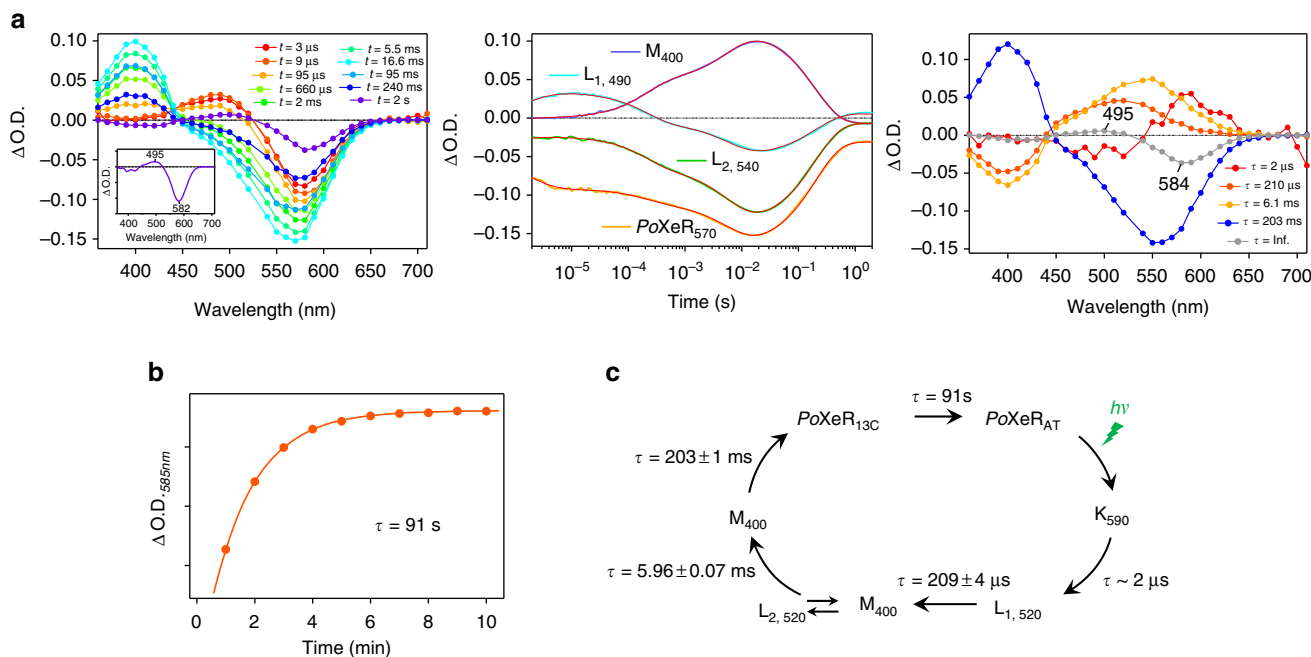 a
Δ O.D.
0.10
0.05
0.00
−0.05
−0.10
−0.15
t = 3 μs
t = 9 μs
t = 95 μs
t = 660 μs
t = 2 ms
t = 5.5 ms
t = 16.6 ms
t = 95 ms
t = 240 ms
t = 2 s
Δ O.D.
495
582
400 500 600 700
Wavelength (nm)
400 450 500 550 600 650 700
Wavelength (nm)
Δ O.D.
0.10
0.05
0.00
−0.05
−0.10
−0.15
M400
L1, 490
L2, 540
PoXeR570
10−5 10−4 10−3 10−2 10−1 100
Time (s)
Δ O.D.
0.10
0.05
0.00
−0.05
−0.10
−0.15
495
584
τ = 2 μs
τ = 210 μs
τ = 6.1 ms
τ = 203 ms
τ = Inf.
400 450 500 550 600 650 700
Wavelength (nm)
b
Δ O.D.585nm
τ = 91 s
0 2 4 6 8 10
Time (min)
c
τ = 91s
PoXeR13C
PoXeRAT
hν
τ = 203±1 ms
M400
K590
τ = 5.96±0.07 ms
τ = 209±4 μs
τ ~ 2 μs
L2, 520
M400
L1, 520